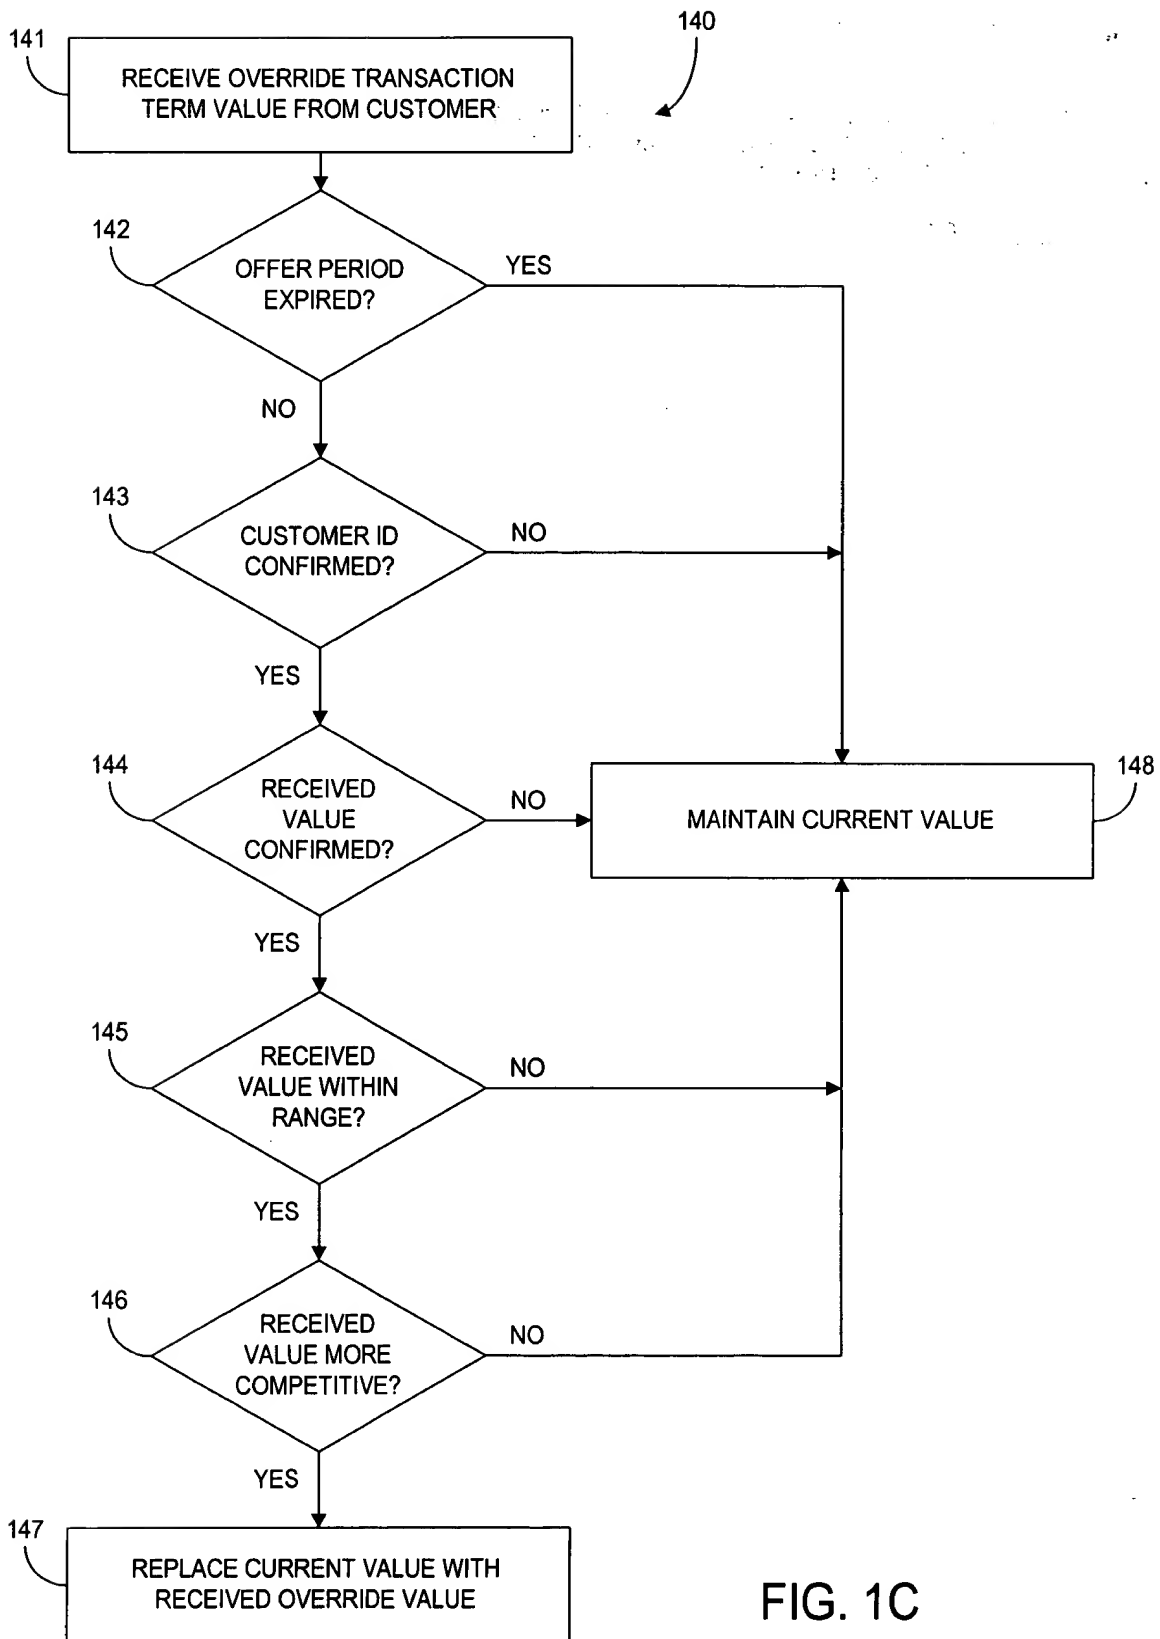 140
141
RECEIVE OVERRIDE TRANSACTION
TERM VALUE FROM CUSTOMER
142
OFFER PERIOD
EXPIRED?
YES
NO
143
CUSTOMER ID
CONFIRMED?
NO
YES
144
RECEIVED
VALUE
CONFIRMED?
NO
148
MAINTAIN CURRENT VALUE
YES
145
RECEIVED
VALUE WITHIN
RANGE?
NO
YES
146
RECEIVED
VALUE MORE
COMPETITIVE?
NO
YES
147
REPLACE CURRENT VALUE WITH
RECEIVED OVERRIDE VALUE
FIG. 1C